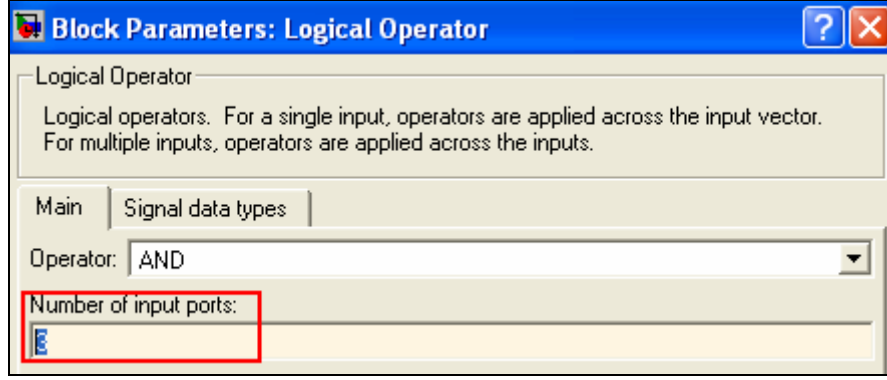 Block Parameters: Logical Operator
Logical Operator
Logical operators. For a single input, operators are applied across the input vector.
For multiple inputs, operators are applied across the inputs.
Main
Signal data types
Operator: AND
Number of input ports: